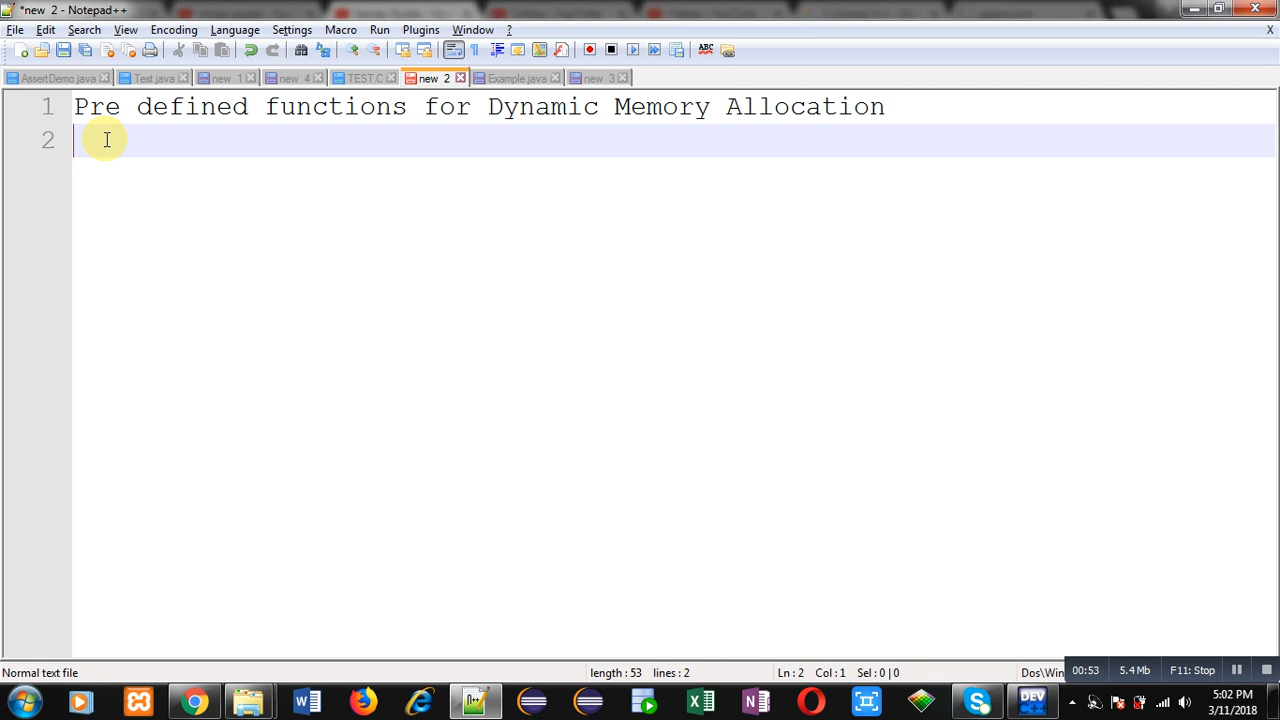 *new 2 - Notepad++
File Edit Search View Encoding Language Settings Macro Run Plugins Window ? X
ABC
AssertDemo.java Test.java new 1 new 4 TEST.C new 2 Example.java new 3
1 Pre defined functions for Dynamic Memory Allocation
2
Normal text file length : 53 lines : 2 Ln : 2 Col : 1 Sel : 0 | 0 Dos\Win 00:53 5.4 Mb F11: Stop
5:02 PM
3/11/2018